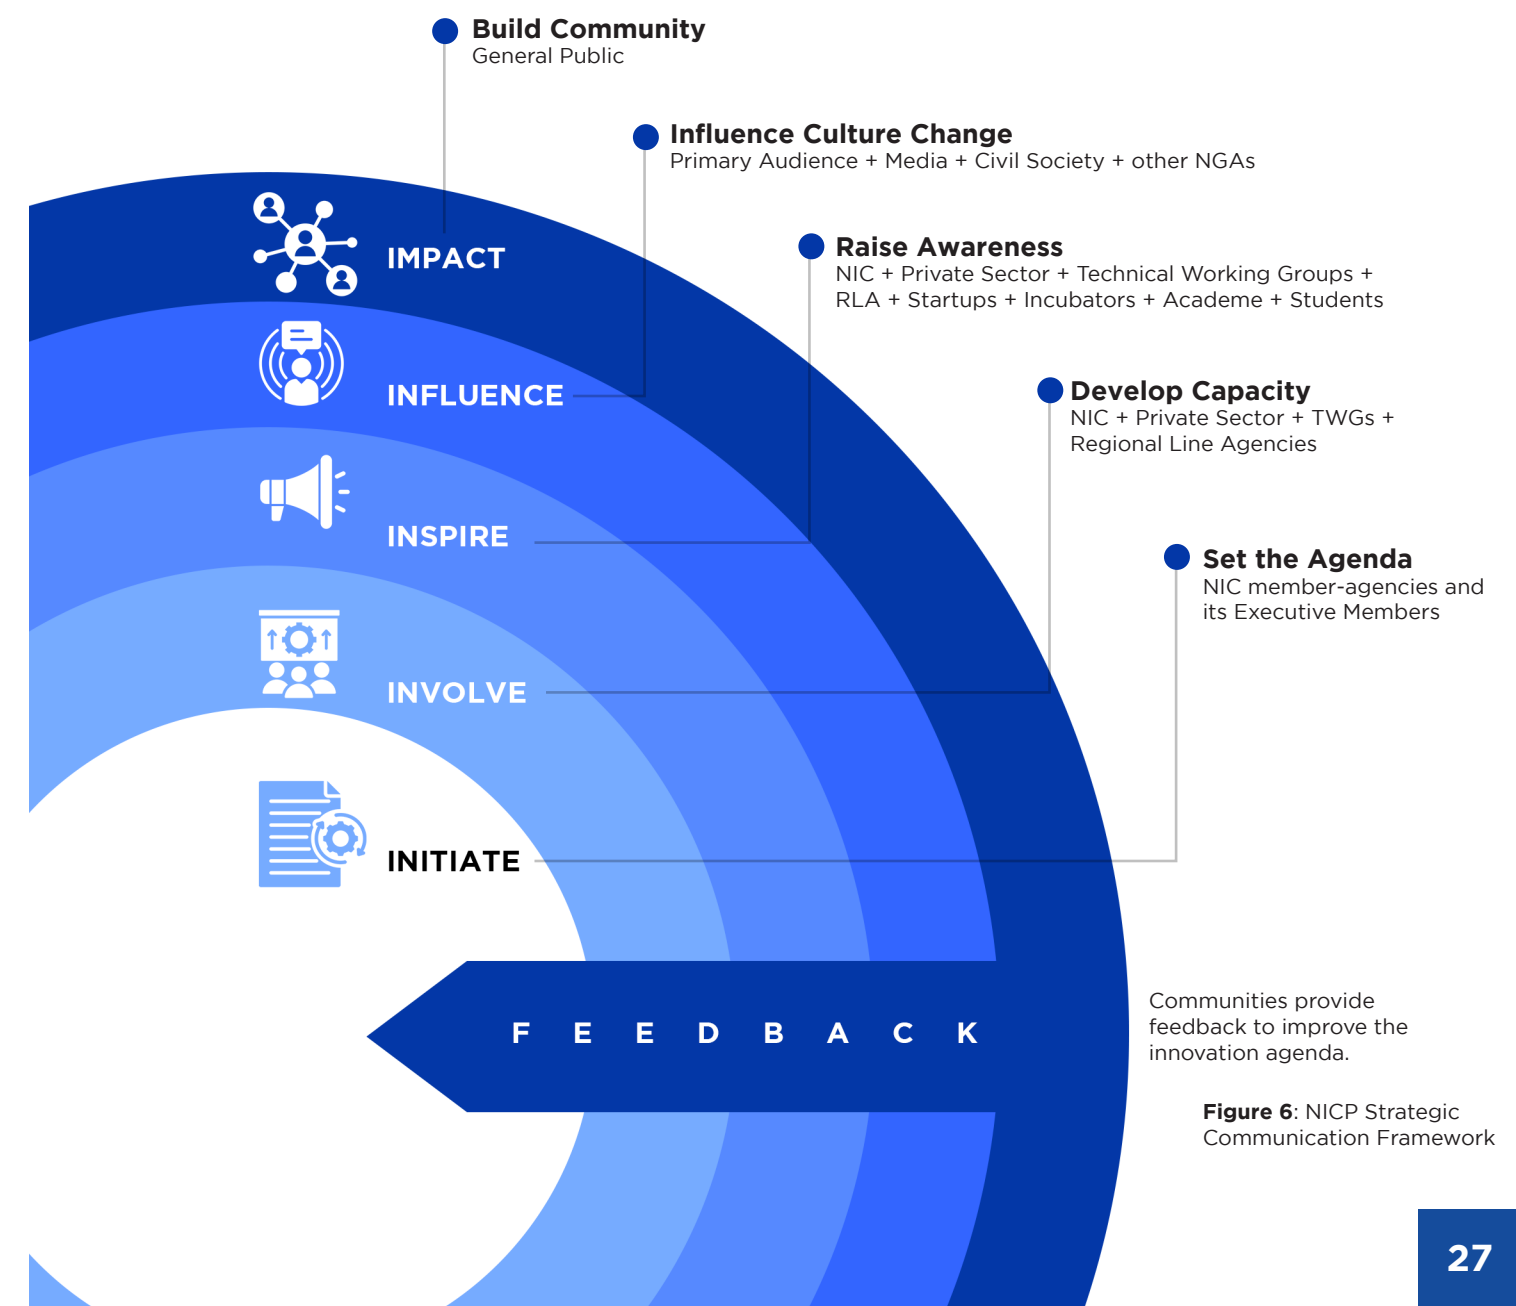 Build Community
General Public
Influence Culture Change
Primary Audience + Media + Civil Society + other NGAs
Raise Awareness
NIC + Private Sector + Technical Working Groups +
RLA + Startups + Incubators + Academe + Students
IMPACT
Develop Capacity
NIC + Private Sector + TWGs +
Regional Line Agencies
INFLUENCE
Set the Agenda
NIC member-agencies and
its Executive Members
INSPIRE
INVOLVE
INITIATE
FEEDBACK
Communities provide
feedback to improve the
innovation agenda.
Figure 6: NICP Strategic
Communication Framework
27